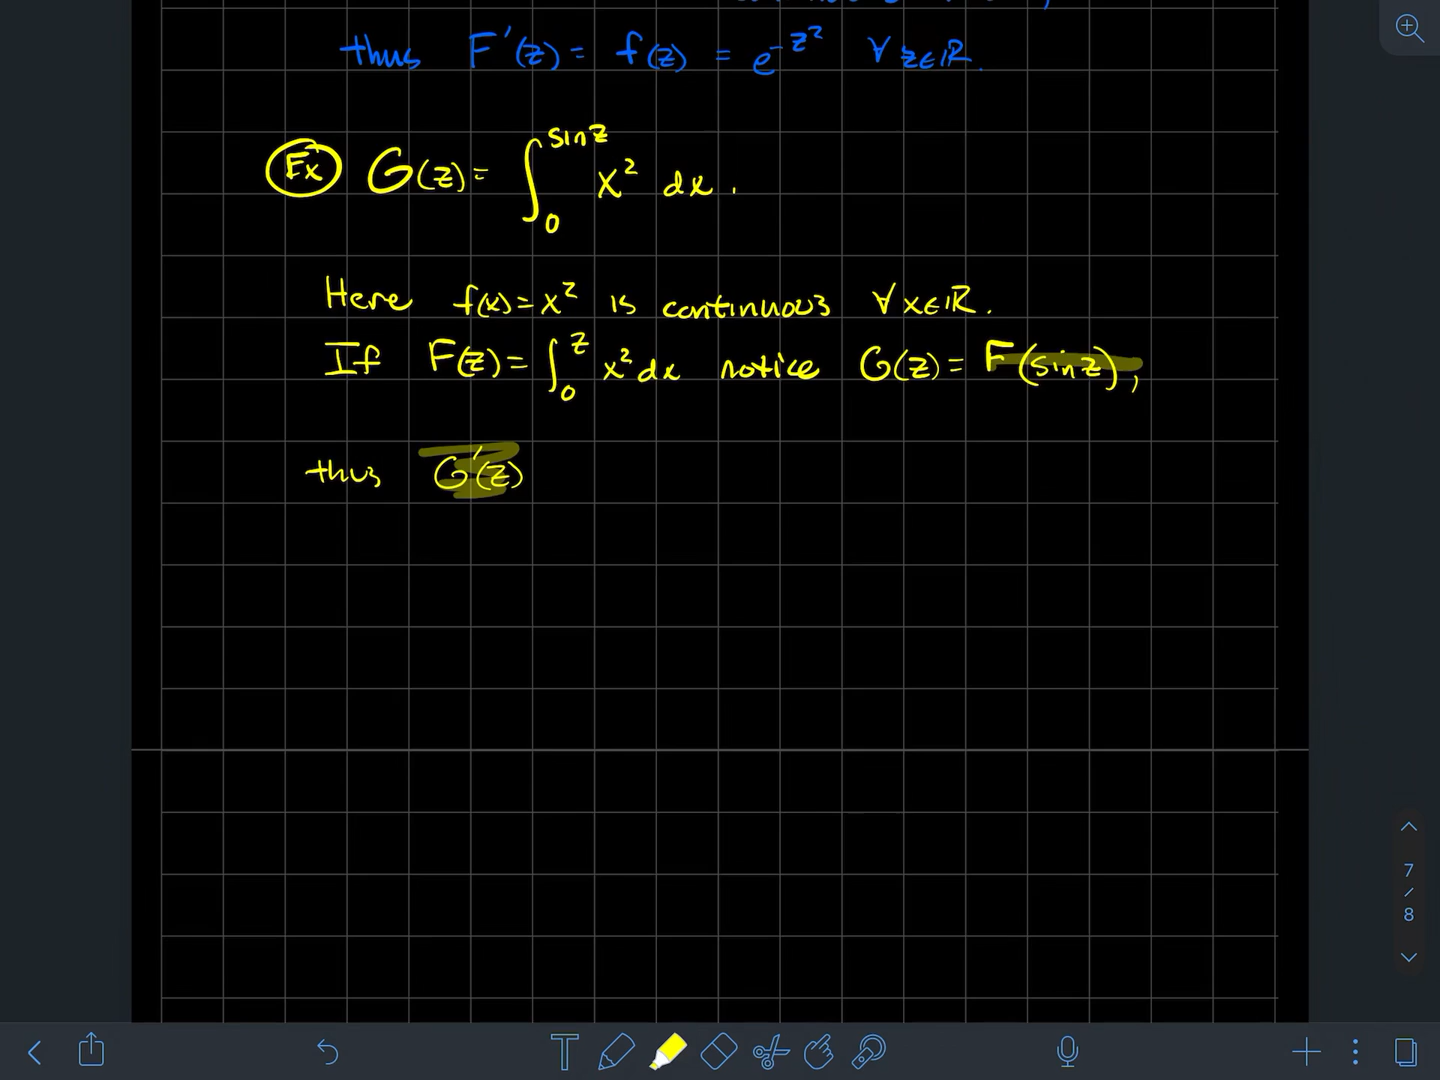 thus F'(z) = f(z) = e^{-z^2} ∀ z∈ℝ.
Ex G(z) = ∫_0^{sin z} x^2 dx.
Here f(x) = x^2 is continuous ∀ x∈ℝ.
If F(z) = ∫_0^z x^2 dx notice G(z) = F(sin z),
thus G'(z)
7
/
8
T